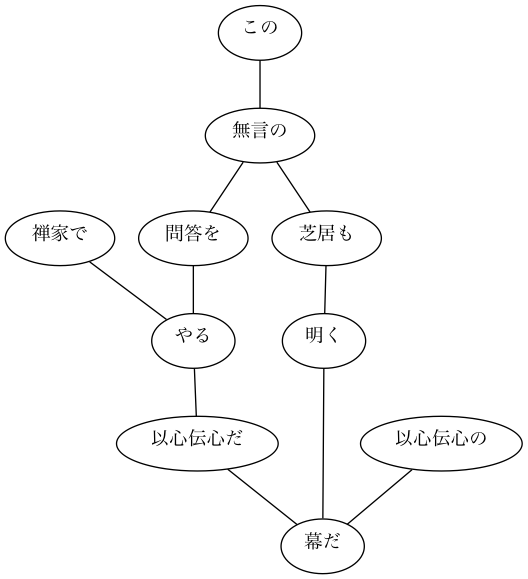 この
無言の
禅家で
問答を
芝居も
やる
明く
以心伝心だ
以心伝心の
幕だ